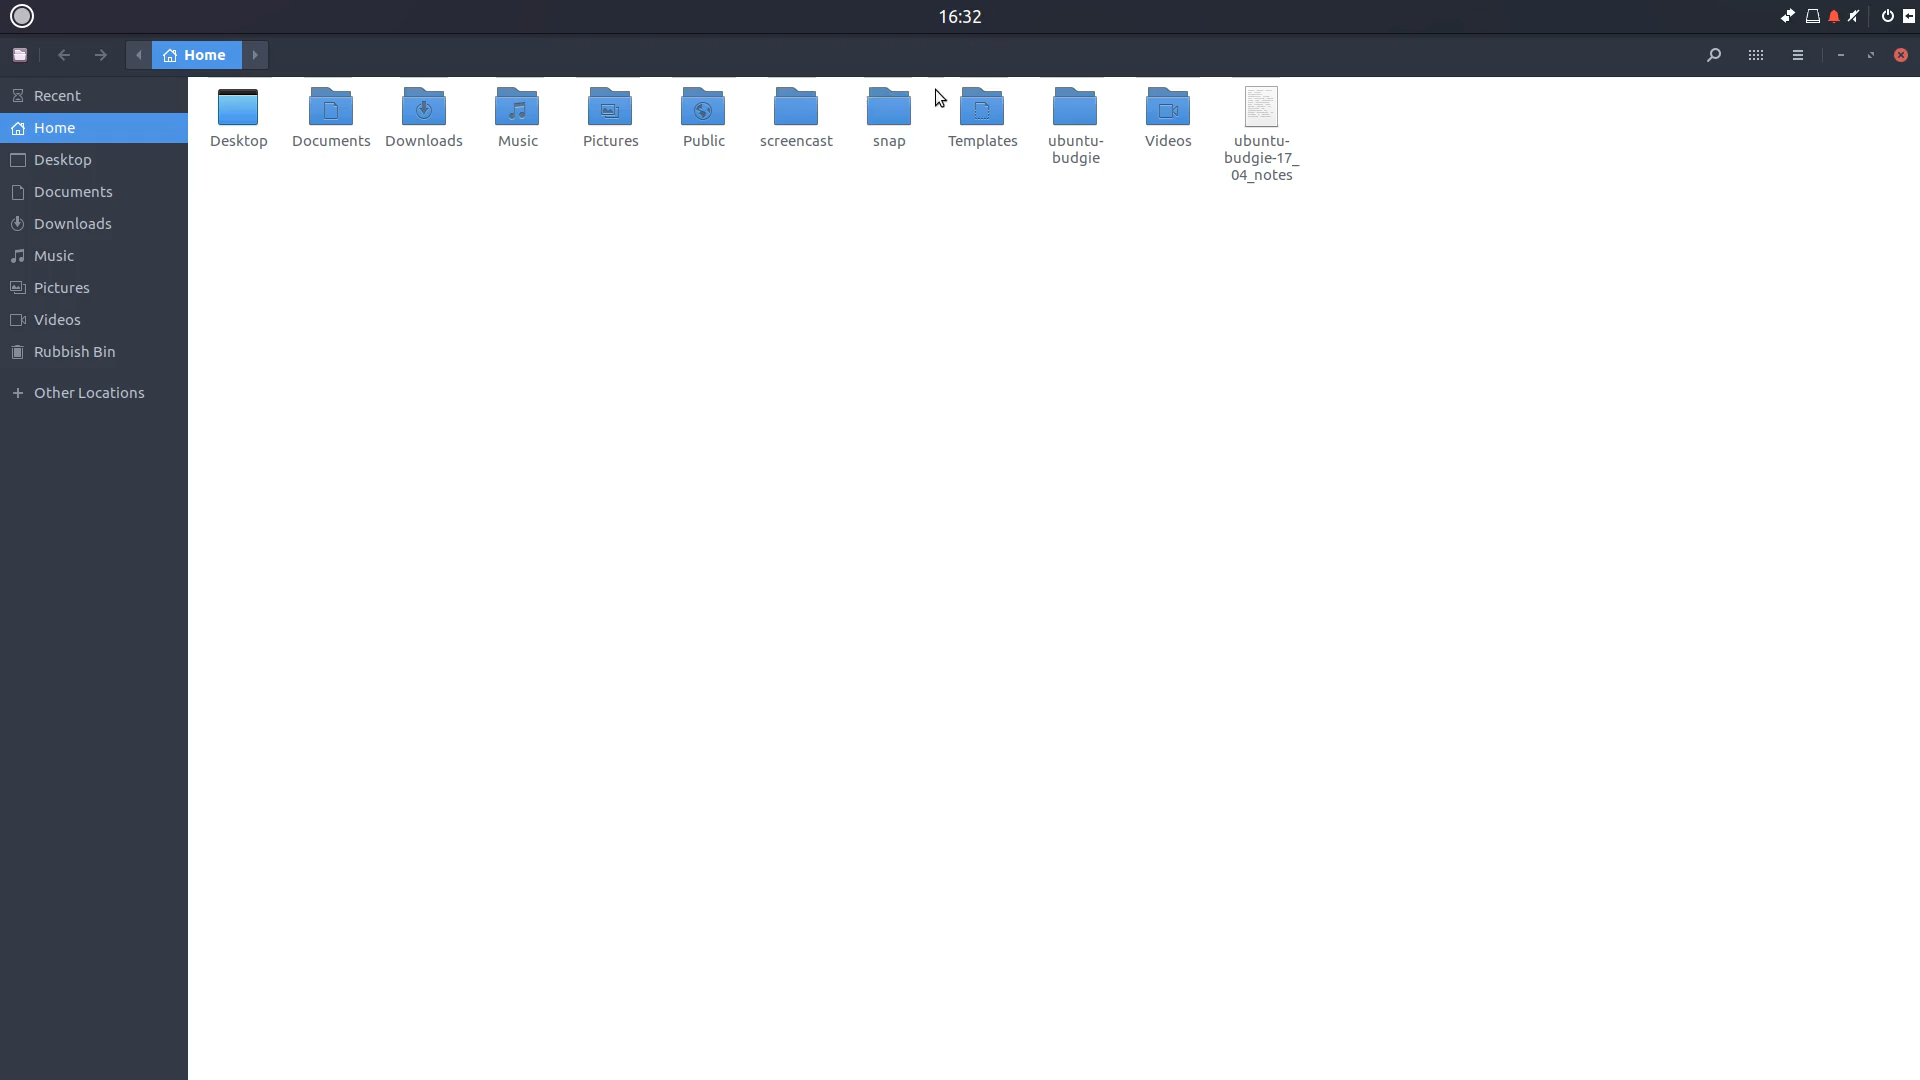 16:32
Home
Recent
Home
Desktop
Documents
Downloads
Music
Pictures
Videos
Rubbish Bin
Other Locations
Desktop
Documents
Downloads
Music
Pictures
Public
screencast
snap
Templates
ubuntu-
budgie
Videos
ubuntu-
budgie-17_
04_notes